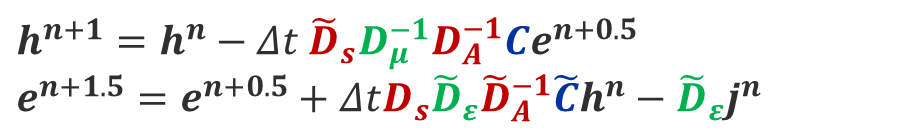 h^{n+1} = h^n − Δt D̃_s D_μ^{−1} D_A^{−1} C e^{n+0.5}
e^{n+1.5} = e^{n+0.5} + Δt D_s D̃_ε D̃_A^{−1} C̃ h^n − D̃_ε j^n